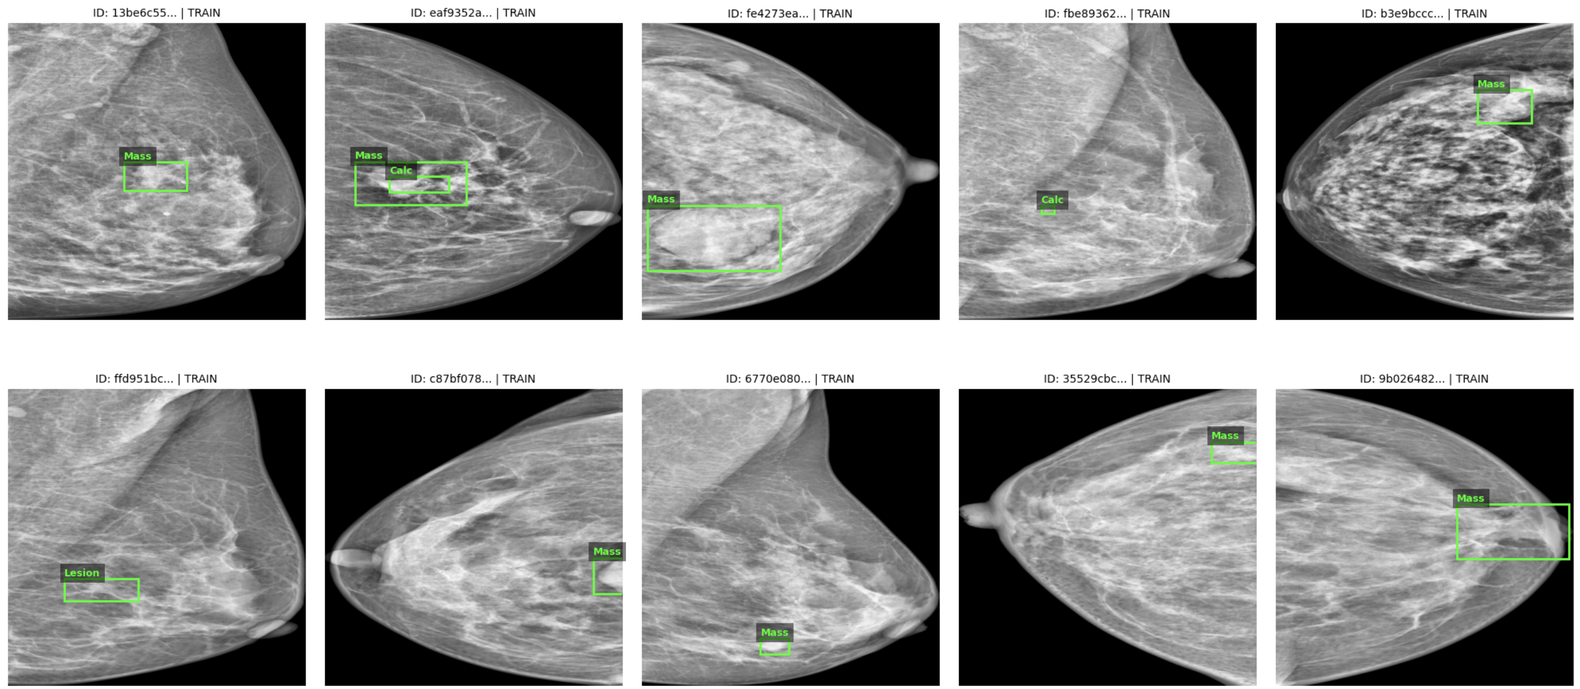 ID: 13be6c55... | TRAIN
ID: eaf9352a... | TRAIN
ID: fe4273ea... | TRAIN
ID: fbe89362... | TRAIN
ID: b3e9bccc... | TRAIN
Mass
Mass
Calc
Mass
Calc
Mass
ID: ffd951bc... | TRAIN
ID: c87bf078... | TRAIN
ID: 6770e080... | TRAIN
ID: 35529cbc... | TRAIN
ID: 9b026482... | TRAIN
Lesion
Mass
Mass
Mass
Mass